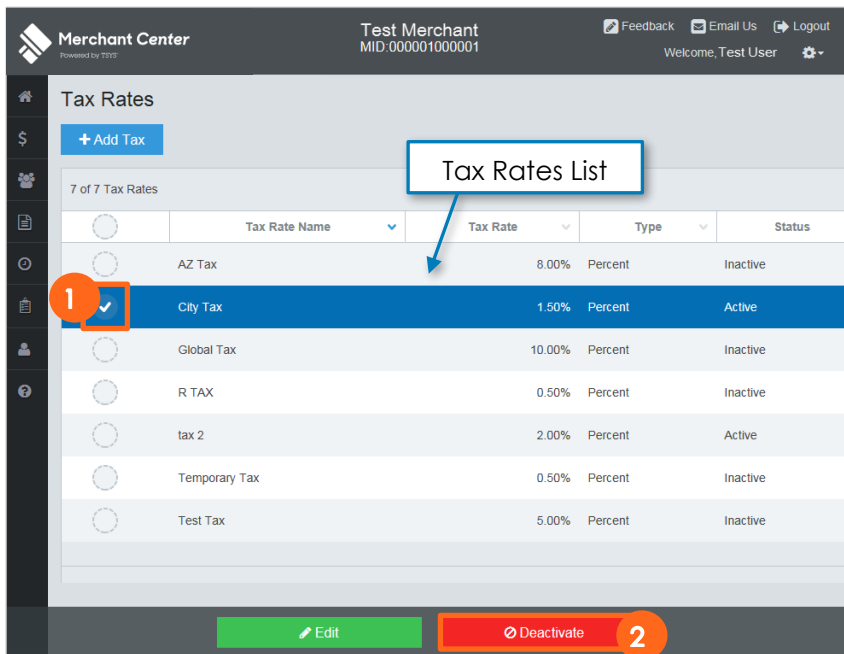 Merchant Center
Powered by TSYS
Test Merchant
MID:000001000001
Feedback Email Us Logout
Welcome, Test User
Tax Rates
+ Add Tax
Tax Rates List
7 of 7 Tax Rates
Tax Rate Name Tax Rate Type Status
AZ Tax 8.00% Percent Inactive
1
City Tax 1.50% Percent Active
Global Tax 10.00% Percent Inactive
R TAX 0.50% Percent Inactive
tax 2 2.00% Percent Active
Temporary Tax 0.50% Percent Inactive
Test Tax 5.00% Percent Inactive
Edit Deactivate 2